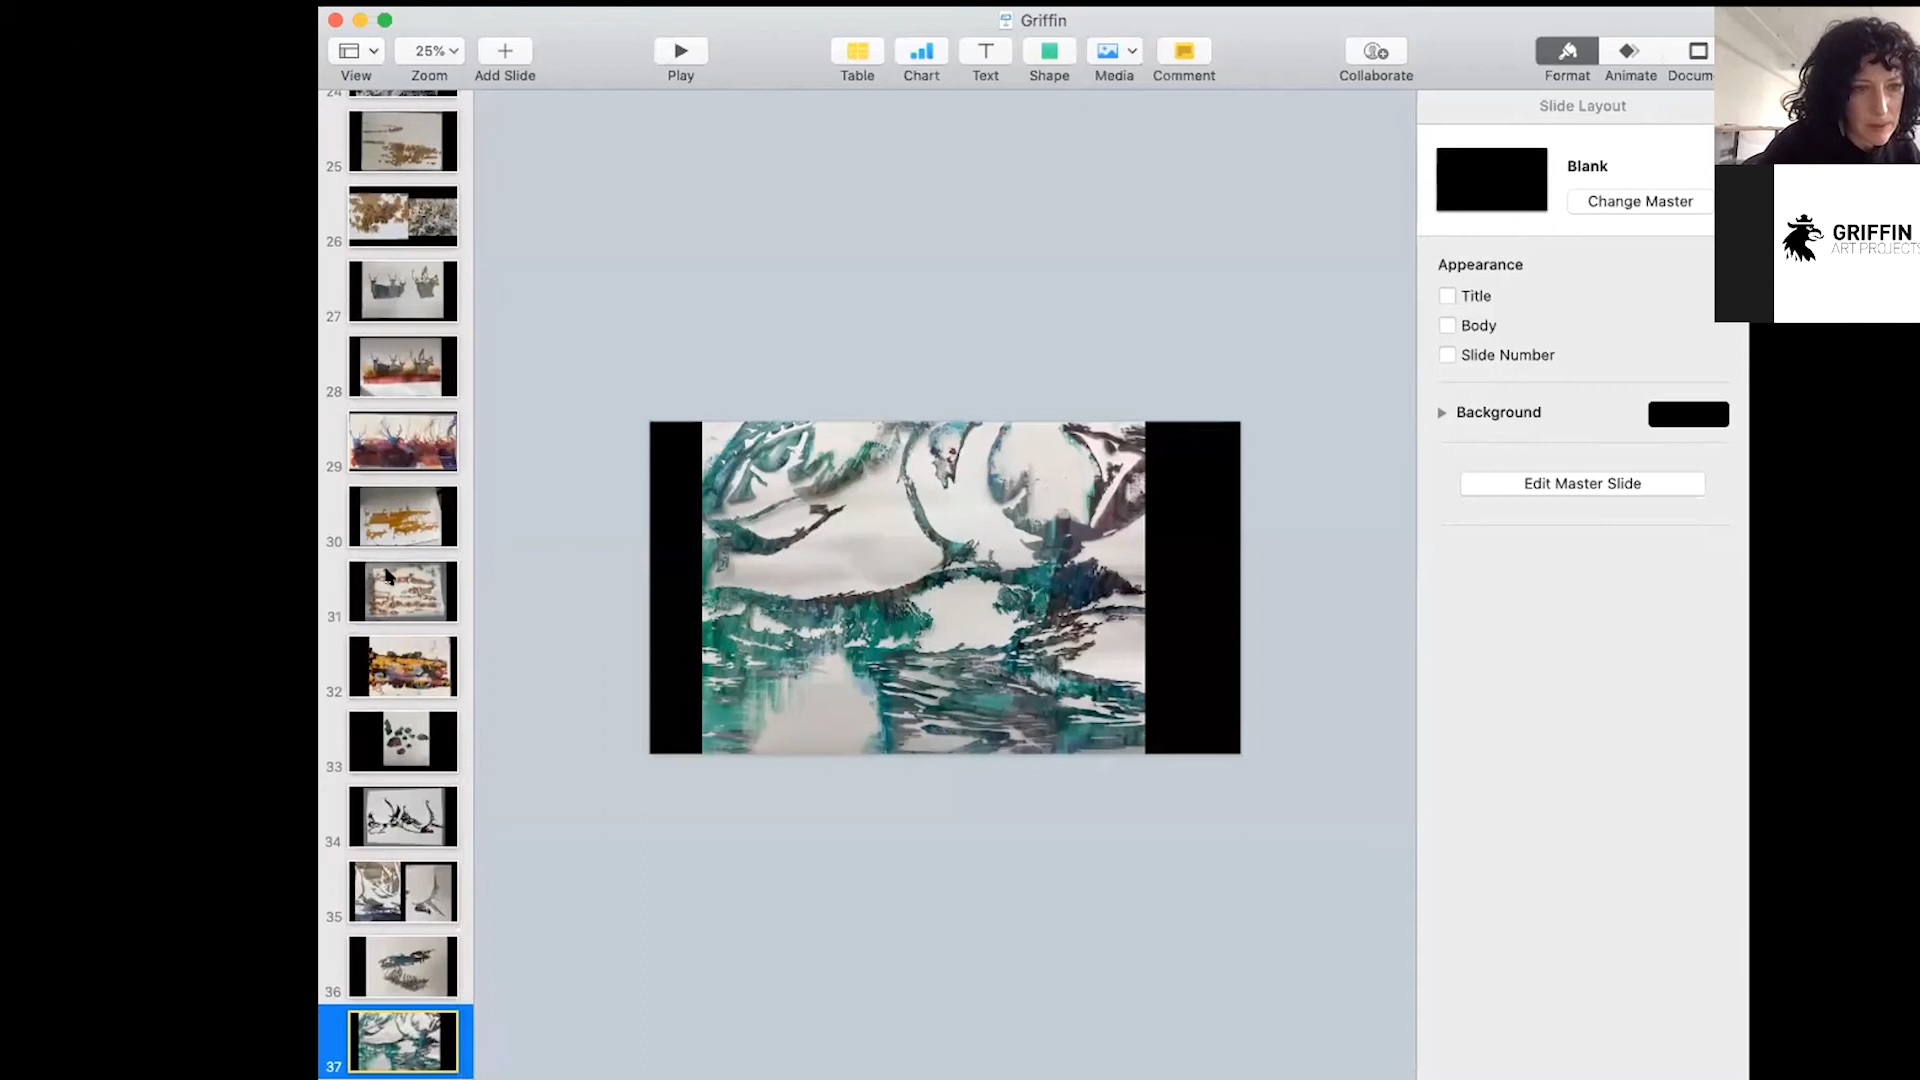 Griffin
25%
View
Zoom
Add Slide
Play
Table
Chart
Text
Shape
Media
Comment
Collaborate
Format
Animate
Docum
Slide Layout
Blank
Change Master
Appearance
Title
Body
Slide Number
Background
Edit Master Slide
24
25
26
27
28
29
30
31
32
33
34
35
36
37
GRIFFIN
ART PROJECTS